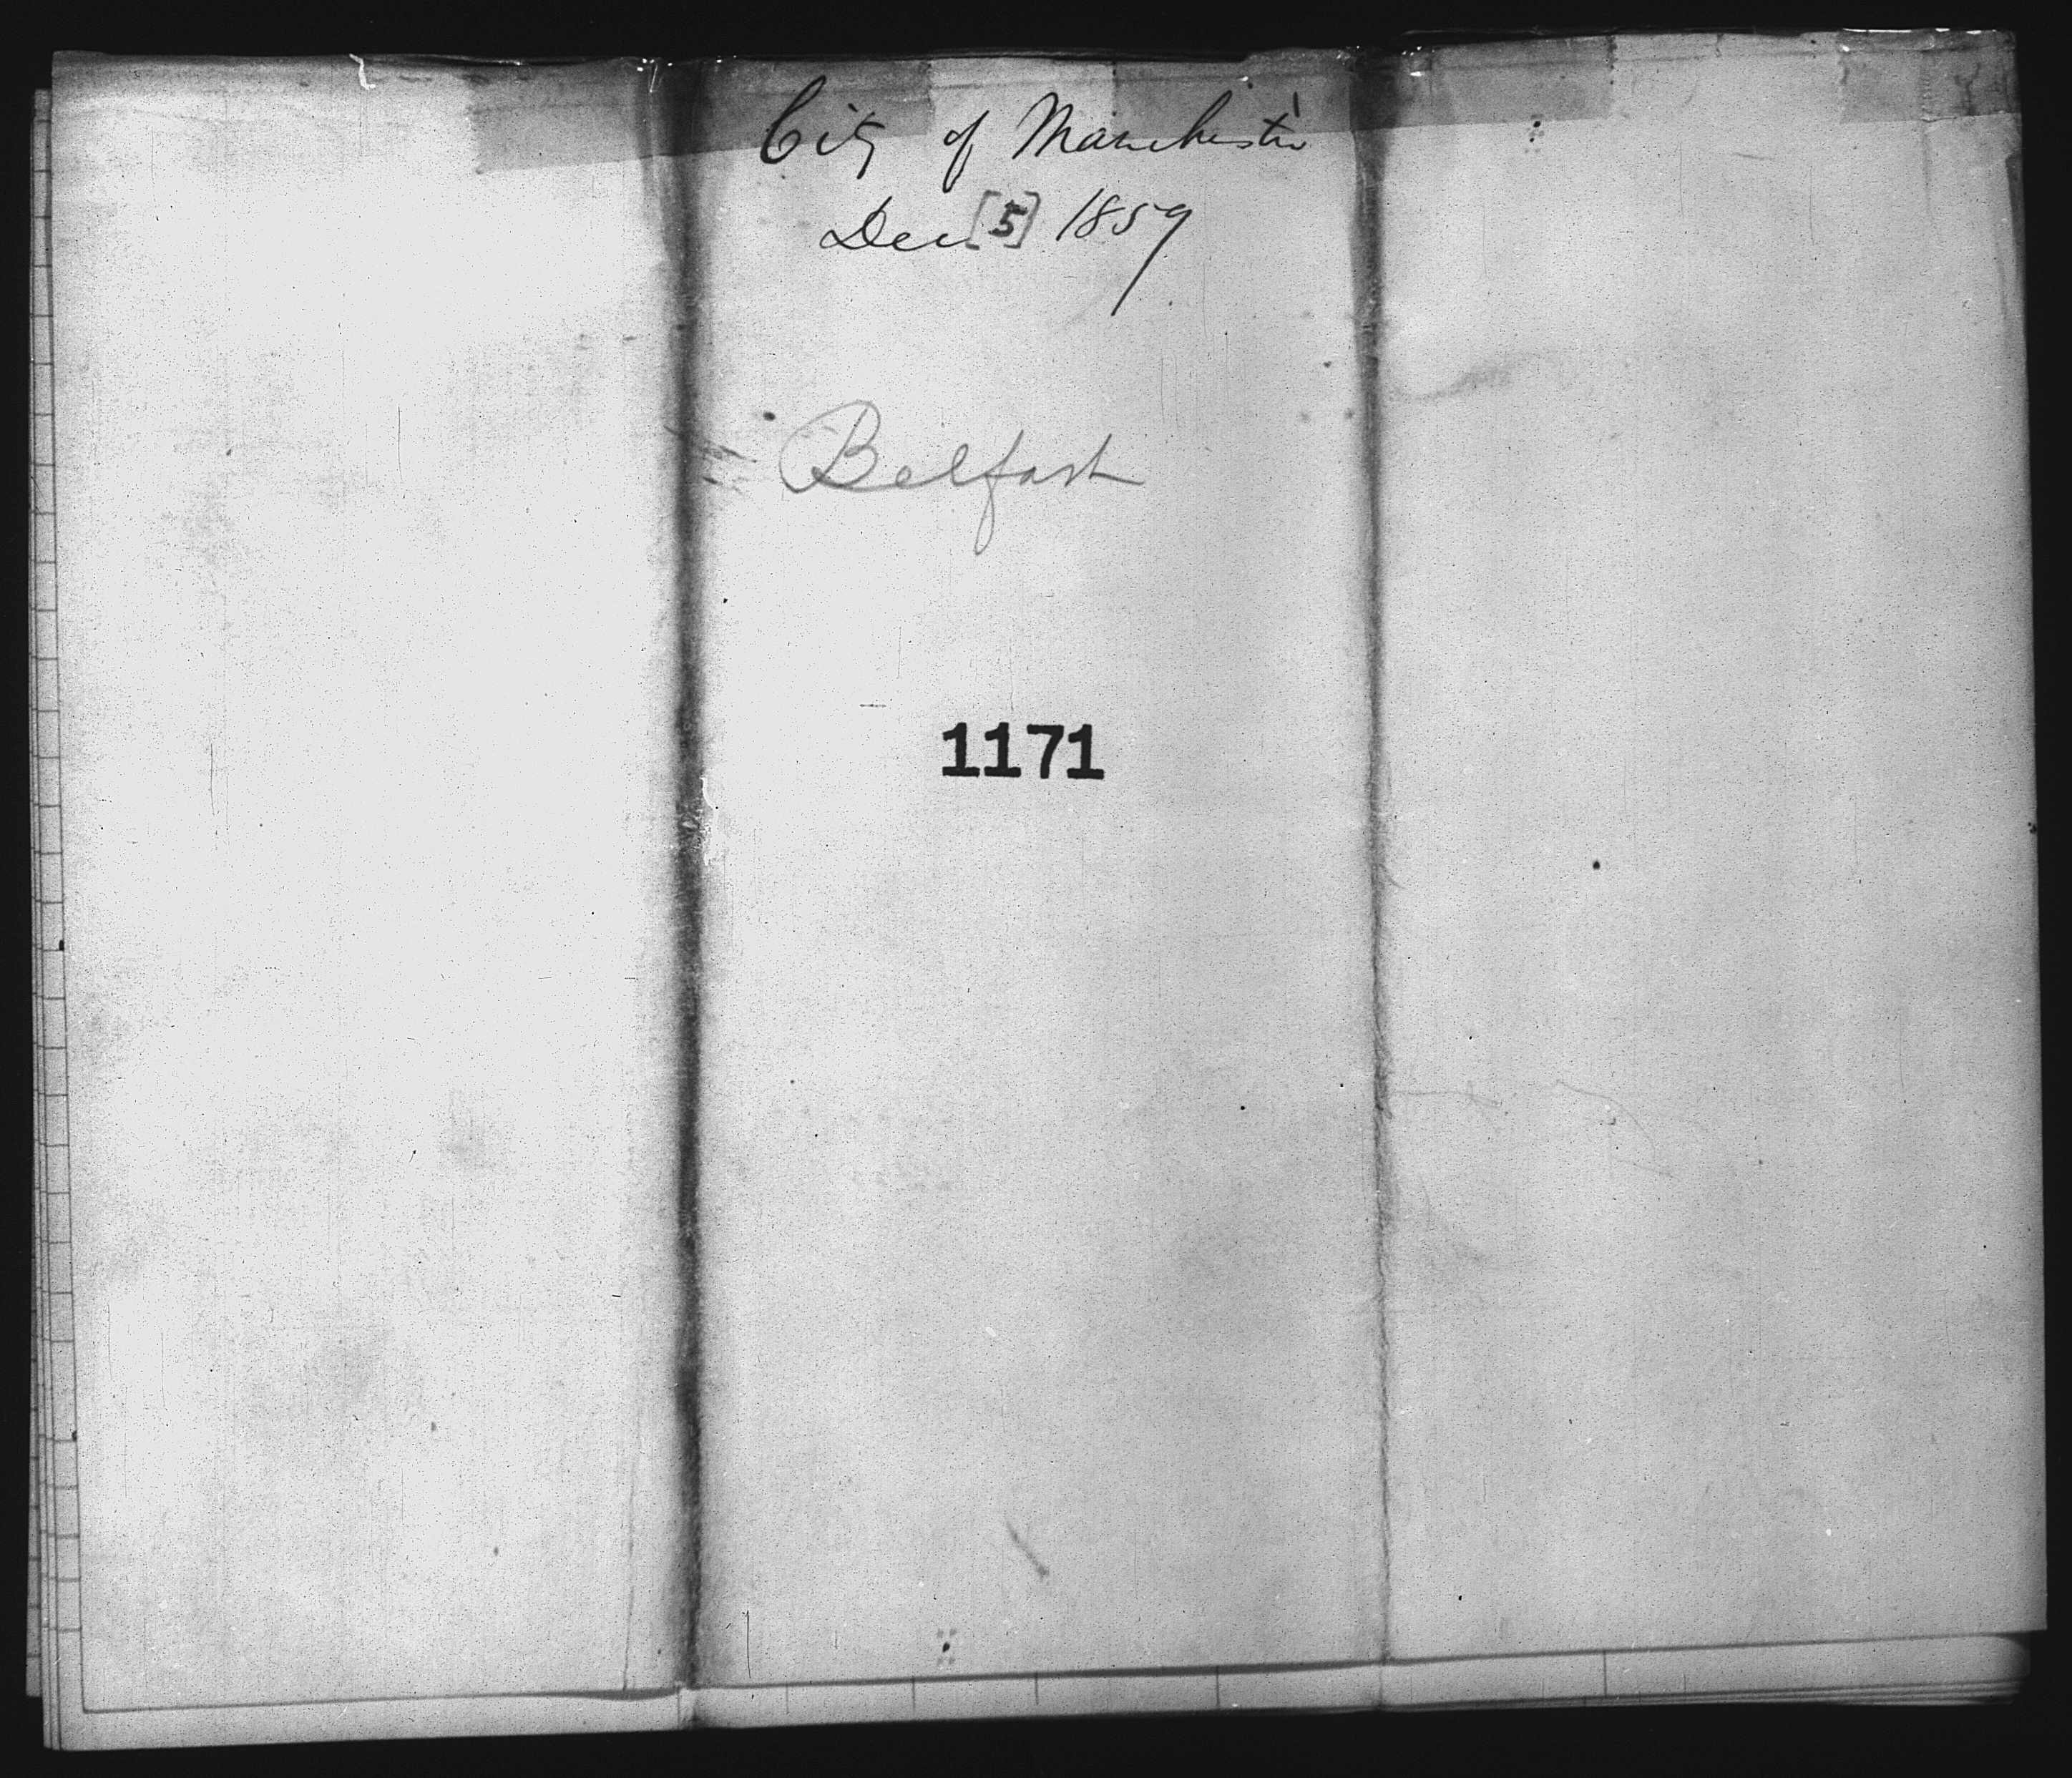 City of Manchester
Dec [5] 1859
Belfast
1171